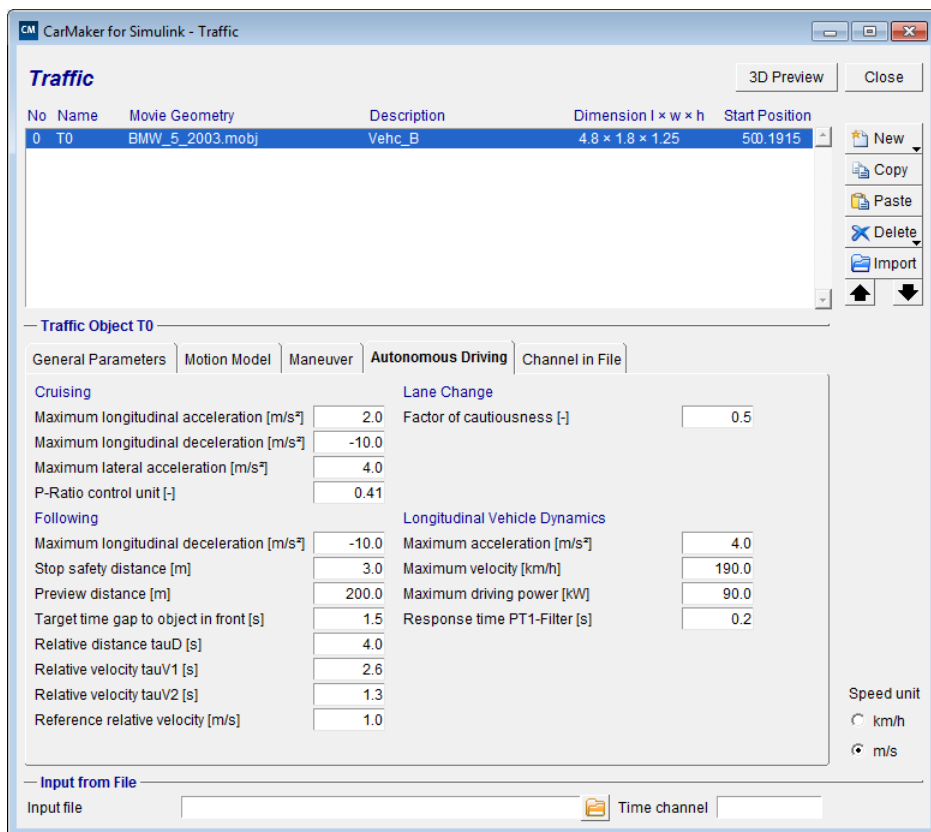 CM CarMaker for Simulink - Traffic
Traffic
3D Preview Close
No Name Movie Geometry Description Dimension l × w × h Start Position
0 T0 BMW_5_2003.mobj Vehc_B 4.8 × 1.8 × 1.25 500.1915
New
Copy
Paste
Delete
Import
Traffic Object T0
General Parameters Motion Model Maneuver Autonomous Driving Channel in File
Cruising Lane Change
Maximum longitudinal acceleration [m/s²] 2.0 Factor of cautiousness [-] 0.5
Maximum longitudinal deceleration [m/s²] -10.0
Maximum lateral acceleration [m/s²] 4.0
P-Ratio control unit [-] 0.41
Following Longitudinal Vehicle Dynamics
Maximum longitudinal deceleration [m/s²] -10.0 Maximum acceleration [m/s²] 4.0
Stop safety distance [m] 3.0 Maximum velocity [km/h] 190.0
Preview distance [m] 200.0 Maximum driving power [kW] 90.0
Target time gap to object in front [s] 1.5 Response time PT1-Filter [s] 0.2
Relative distance tauD [s] 4.0
Relative velocity tauV1 [s] 2.6
Relative velocity tauV2 [s] 1.3
Reference relative velocity [m/s] 1.0
Speed unit
km/h
m/s
Input from File
Input file Time channel